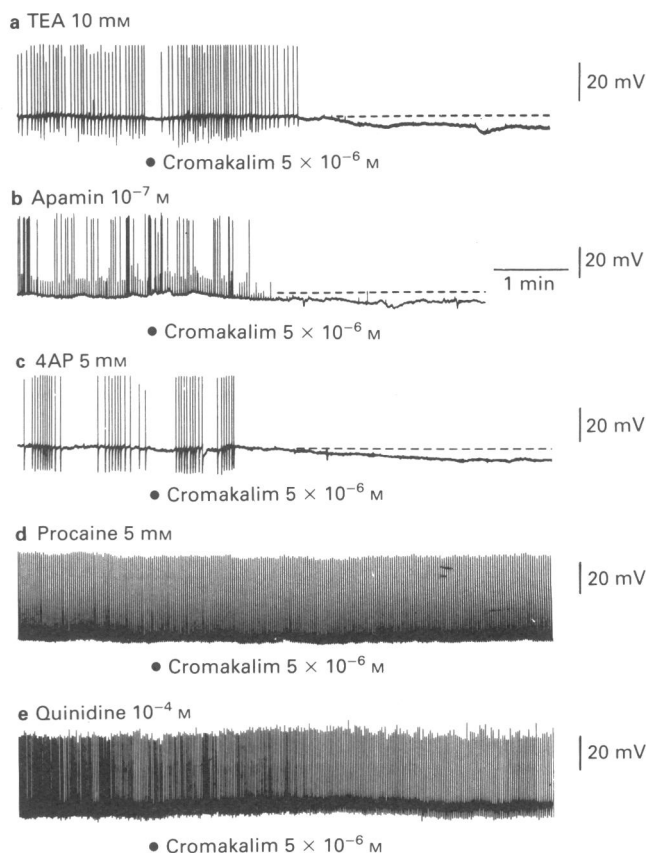 a TEA 10 mM
20 mV
• Cromakalim 5 × 10⁻⁶ M
b Apamin 10⁻⁷ M
20 mV
1 min
• Cromakalim 5 × 10⁻⁶ M
c 4AP 5 mM
20 mV
• Cromakalim 5 × 10⁻⁶ M
d Procaine 5 mM
20 mV
• Cromakalim 5 × 10⁻⁶ M
e Quinidine 10⁻⁴ M
20 mV
• Cromakalim 5 × 10⁻⁶ M